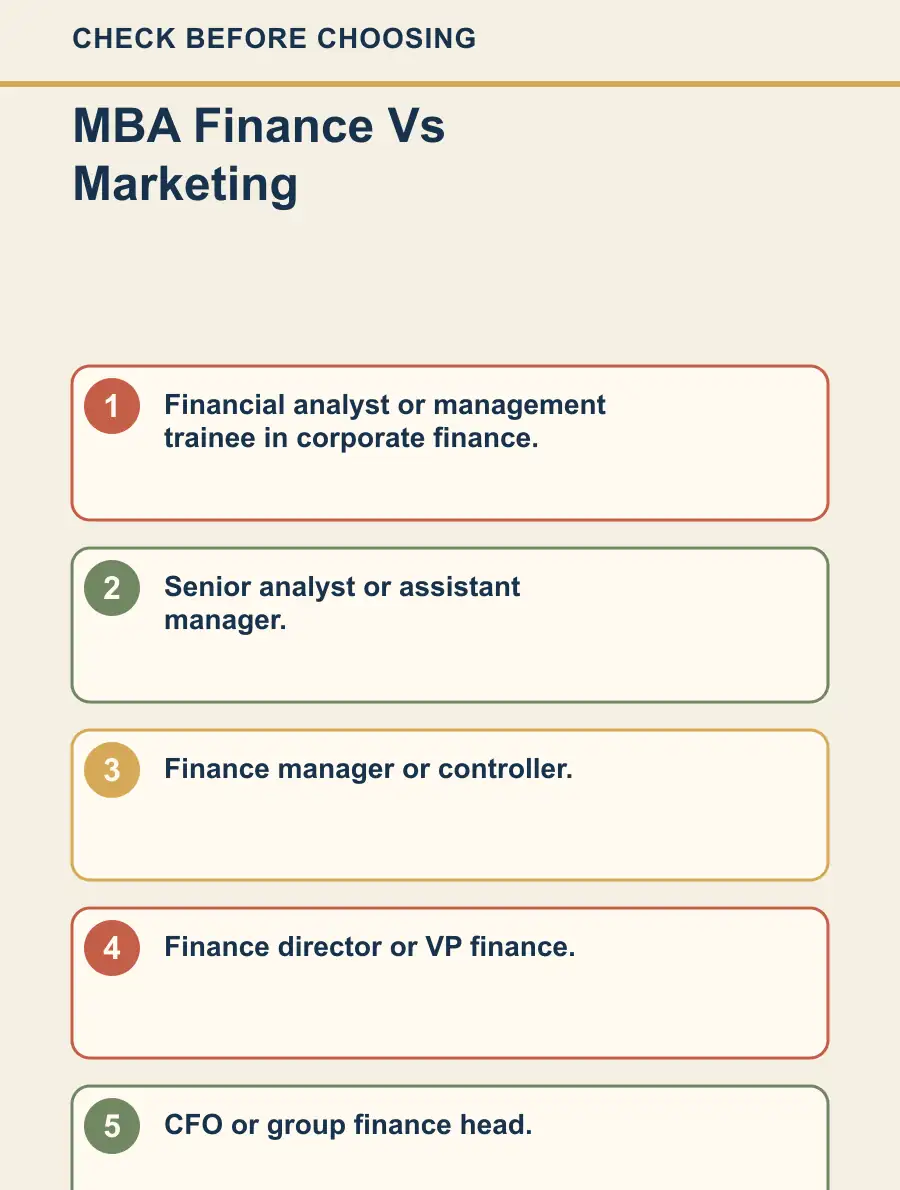 CHECK BEFORE CHOOSING
MBA Finance Vs
Marketing
1
Financial analyst or management
trainee in corporate finance.
2
Senior analyst or assistant
manager.
3
Finance manager or controller.
4
Finance director or VP finance.
5
CFO or group finance head.